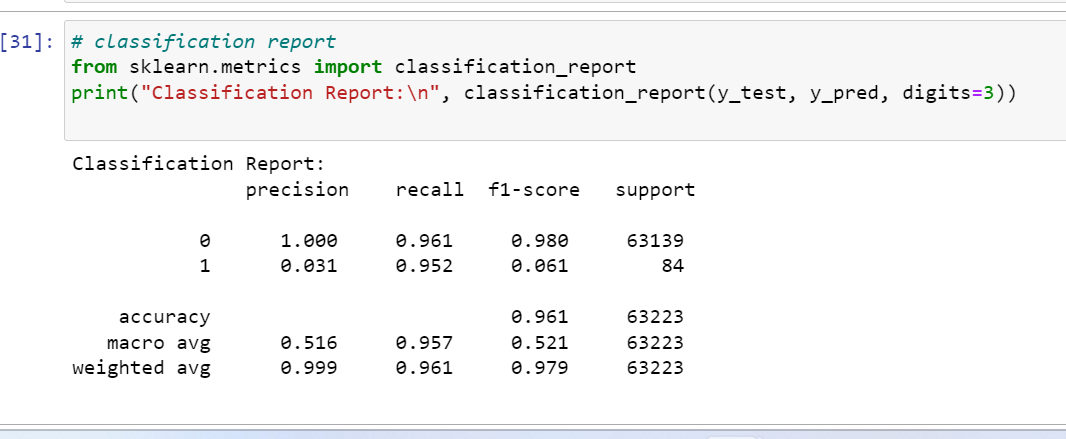 [31]: # classification report
from sklearn.metrics import classification_report
print("Classification Report:\n", classification_report(y_test, y_pred, digits=3))
Classification Report:
precision recall f1-score support
0 1.000 0.961 0.980 63139
1 0.031 0.952 0.061 84
accuracy 0.961 63223
macro avg 0.516 0.957 0.521 63223
weighted avg 0.999 0.961 0.979 63223